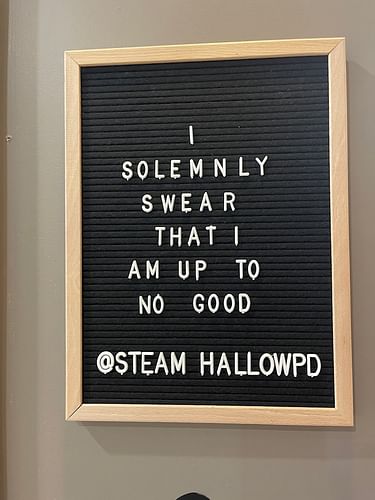 I
SOLEMNLY
SWEAR
THAT I
AM UP TO
NO GOOD
@STEAM HALLOWPD